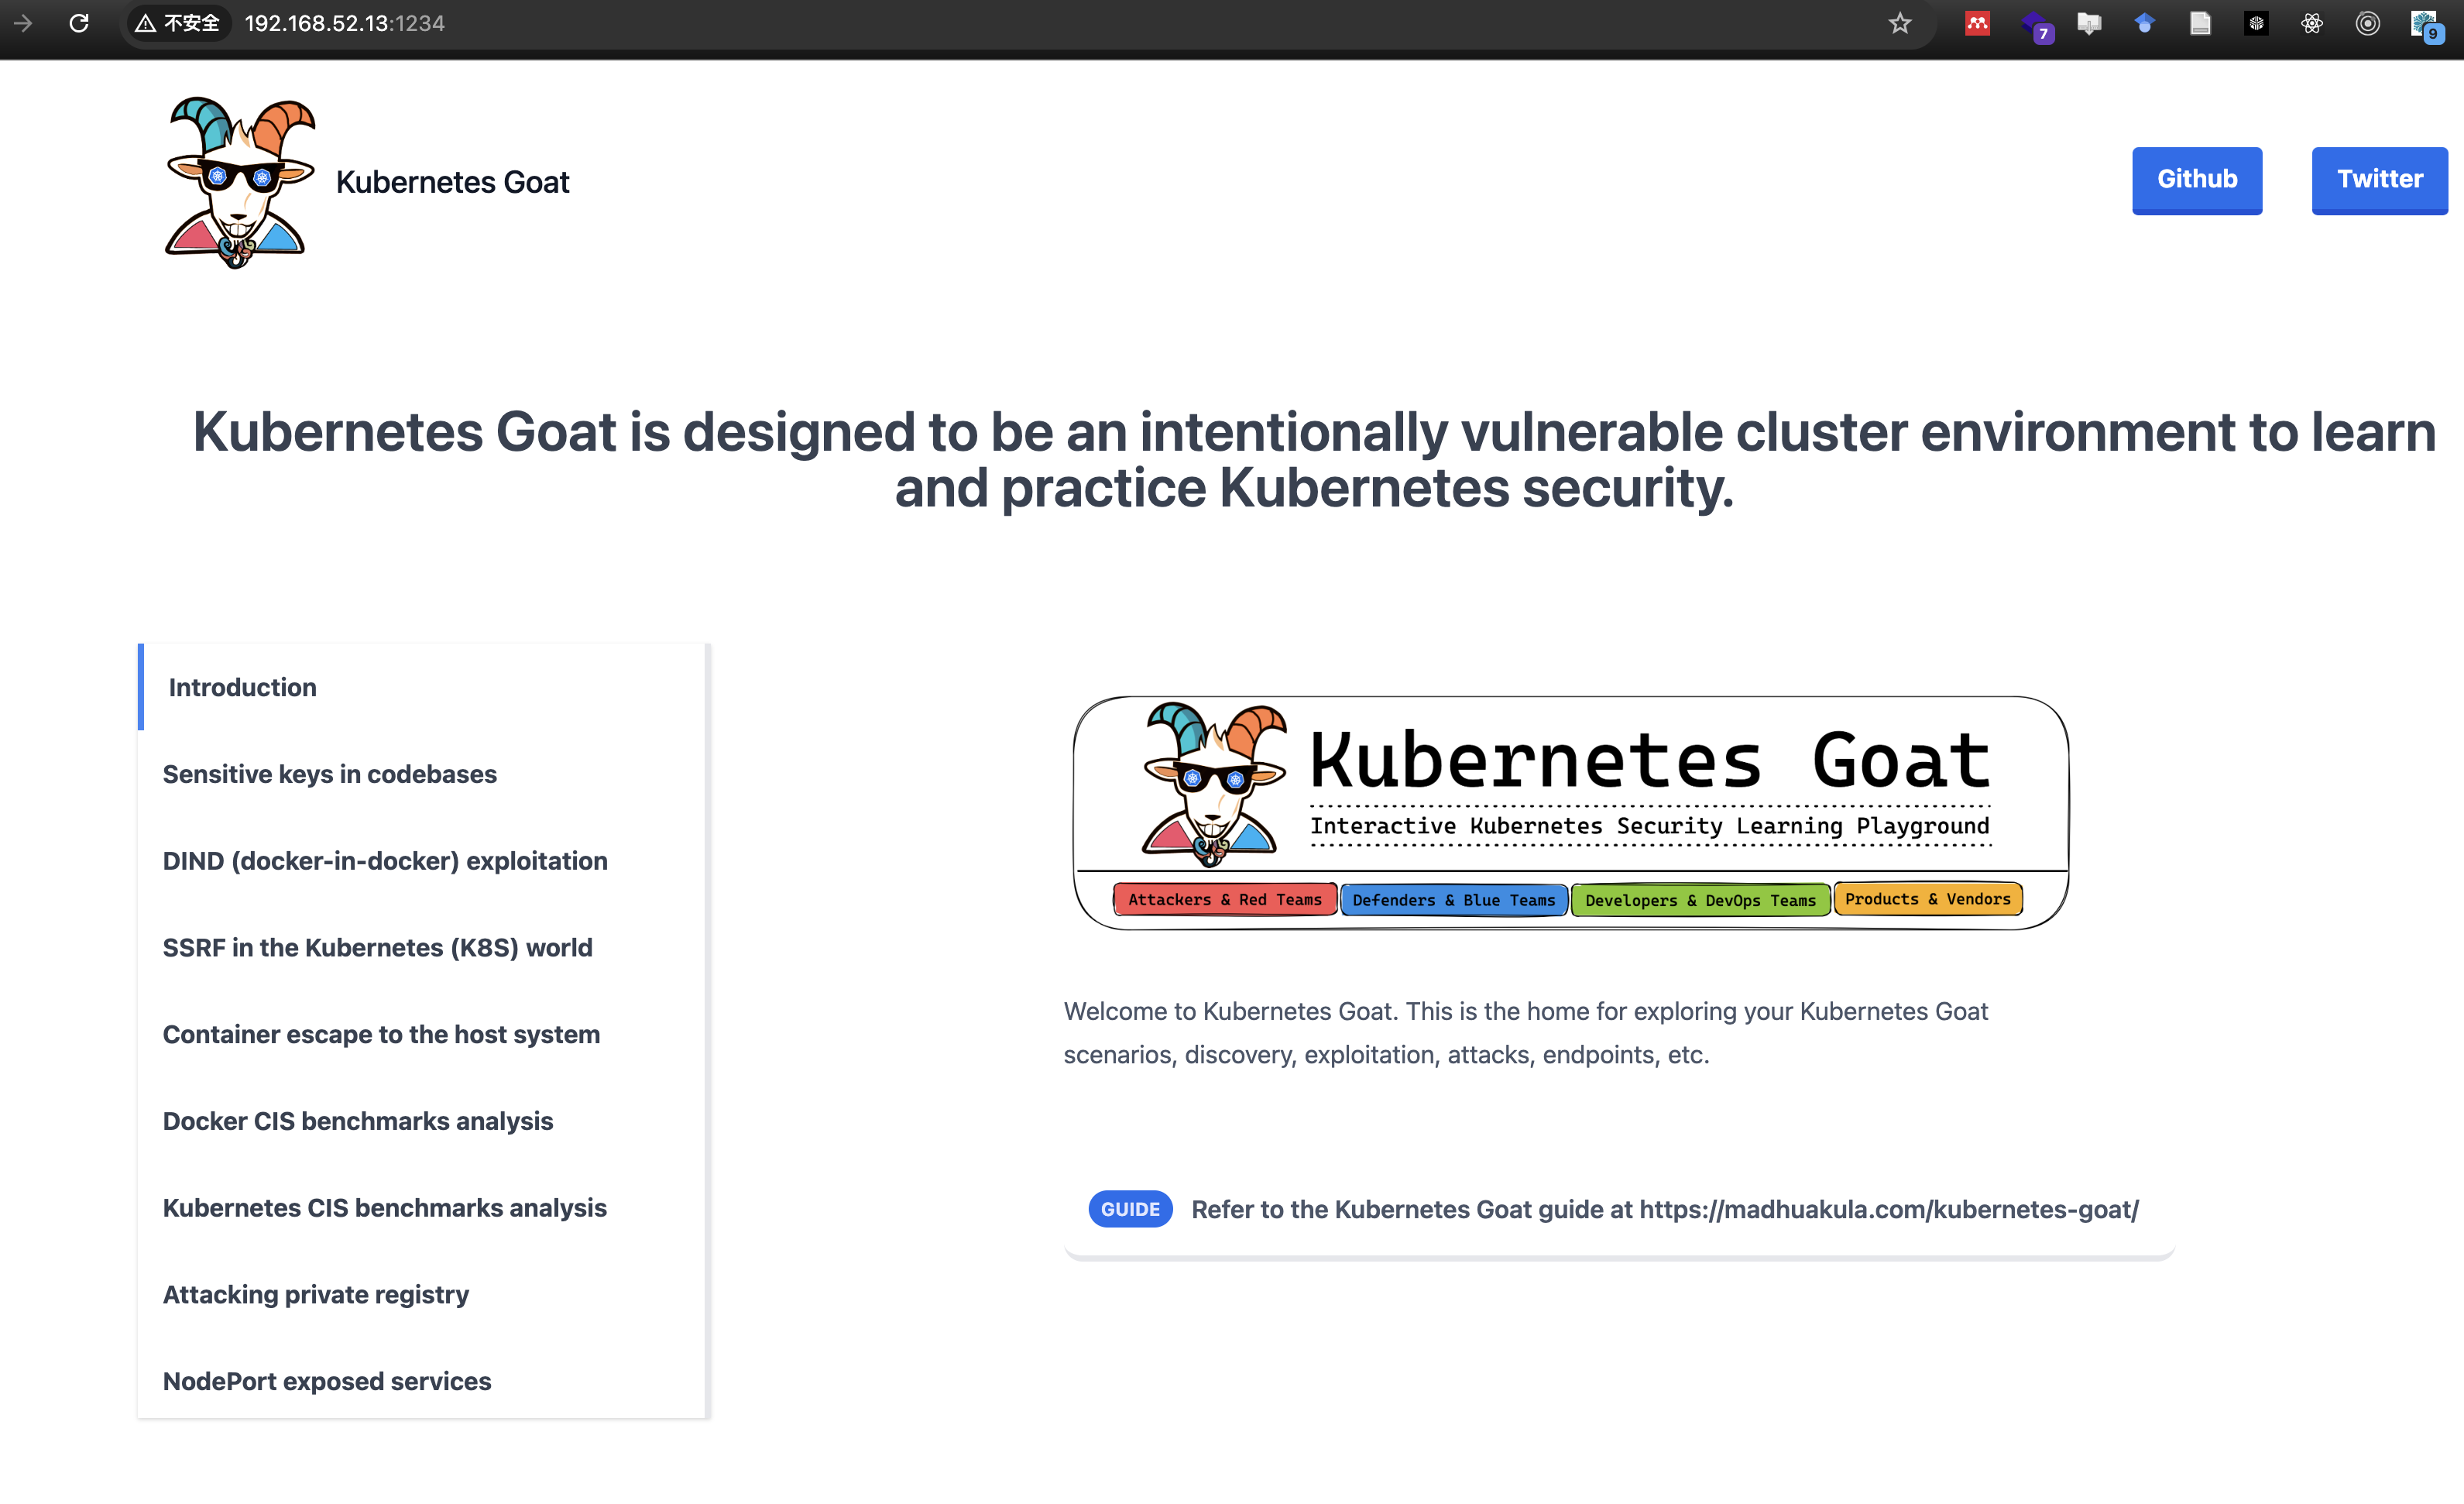 不安全 192.168.52.13:1234
7
9
Kubernetes Goat
Github
Twitter
Kubernetes Goat is designed to be an intentionally vulnerable cluster environment to learn
and practice Kubernetes security.
Introduction
Sensitive keys in codebases
DIND (docker-in-docker) exploitation
SSRF in the Kubernetes (K8S) world
Container escape to the host system
Docker CIS benchmarks analysis
Kubernetes CIS benchmarks analysis
Attacking private registry
NodePort exposed services
Kubernetes Goat
Interactive Kubernetes Security Learning Playground
Attackers & Red Teams
Defenders & Blue Teams
Developers & DevOps Teams
Products & Vendors
Welcome to Kubernetes Goat. This is the home for exploring your Kubernetes Goat
scenarios, discovery, exploitation, attacks, endpoints, etc.
GUIDE Refer to the Kubernetes Goat guide at https://madhuakula.com/kubernetes-goat/